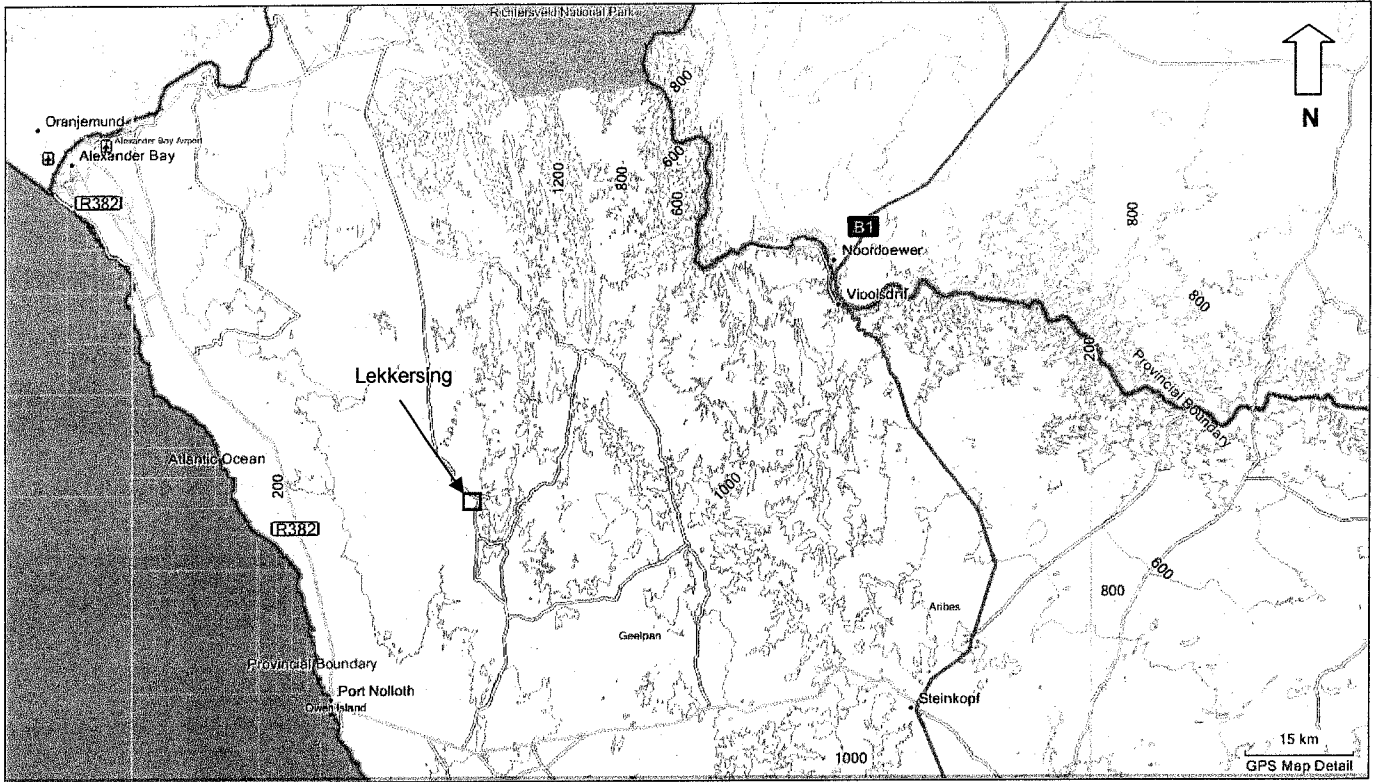 Richtersveld National Park
N
800
Oranjemund
Alexander Bay Airport
Alexander Bay
600
1200
800
600
R382
800
B1
Noordoewer
Vioolsdrif
800
200
Provincial Boundary
Lekkersing
Atlantic Ocean
200
1000
R382
600
800
Aribes
Geelpan
Provincial Boundary
Port Nolloth
Owen Island
Steinkopf
15 km
1000
GPS Map Detail